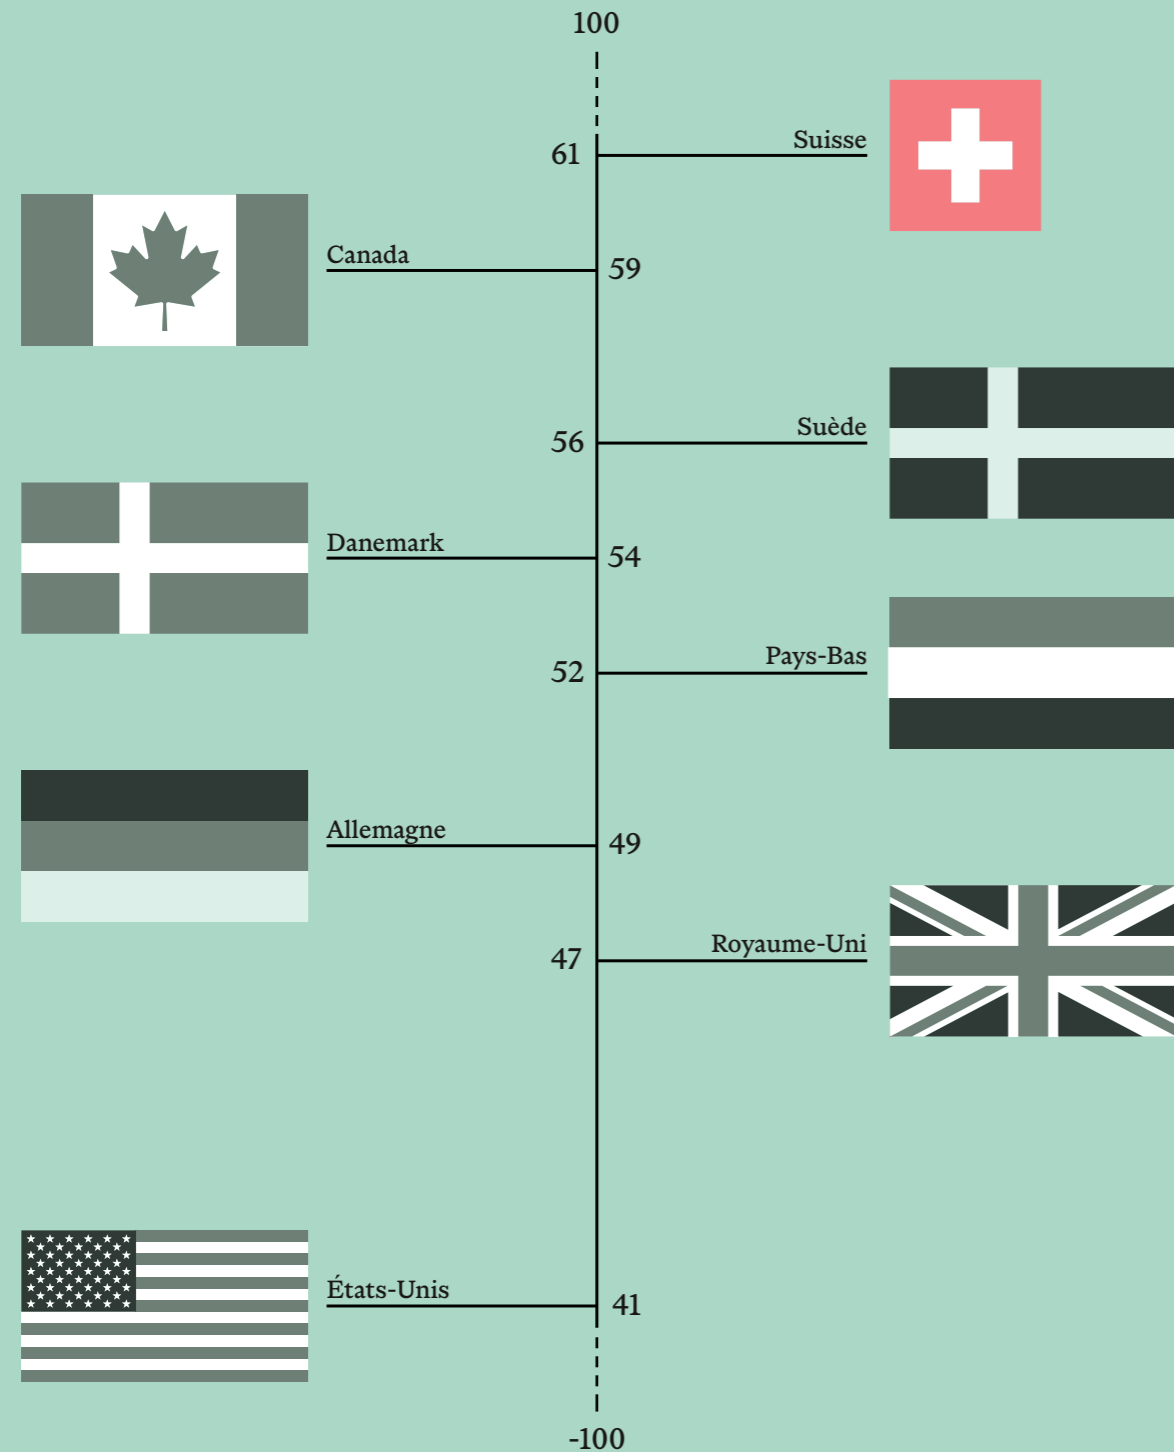 100
61
Suisse
Canada
59
56
Suède
Danemark
54
52
Pays-Bas
Allemagne
49
47
Royaume-Uni
États-Unis
41
-100